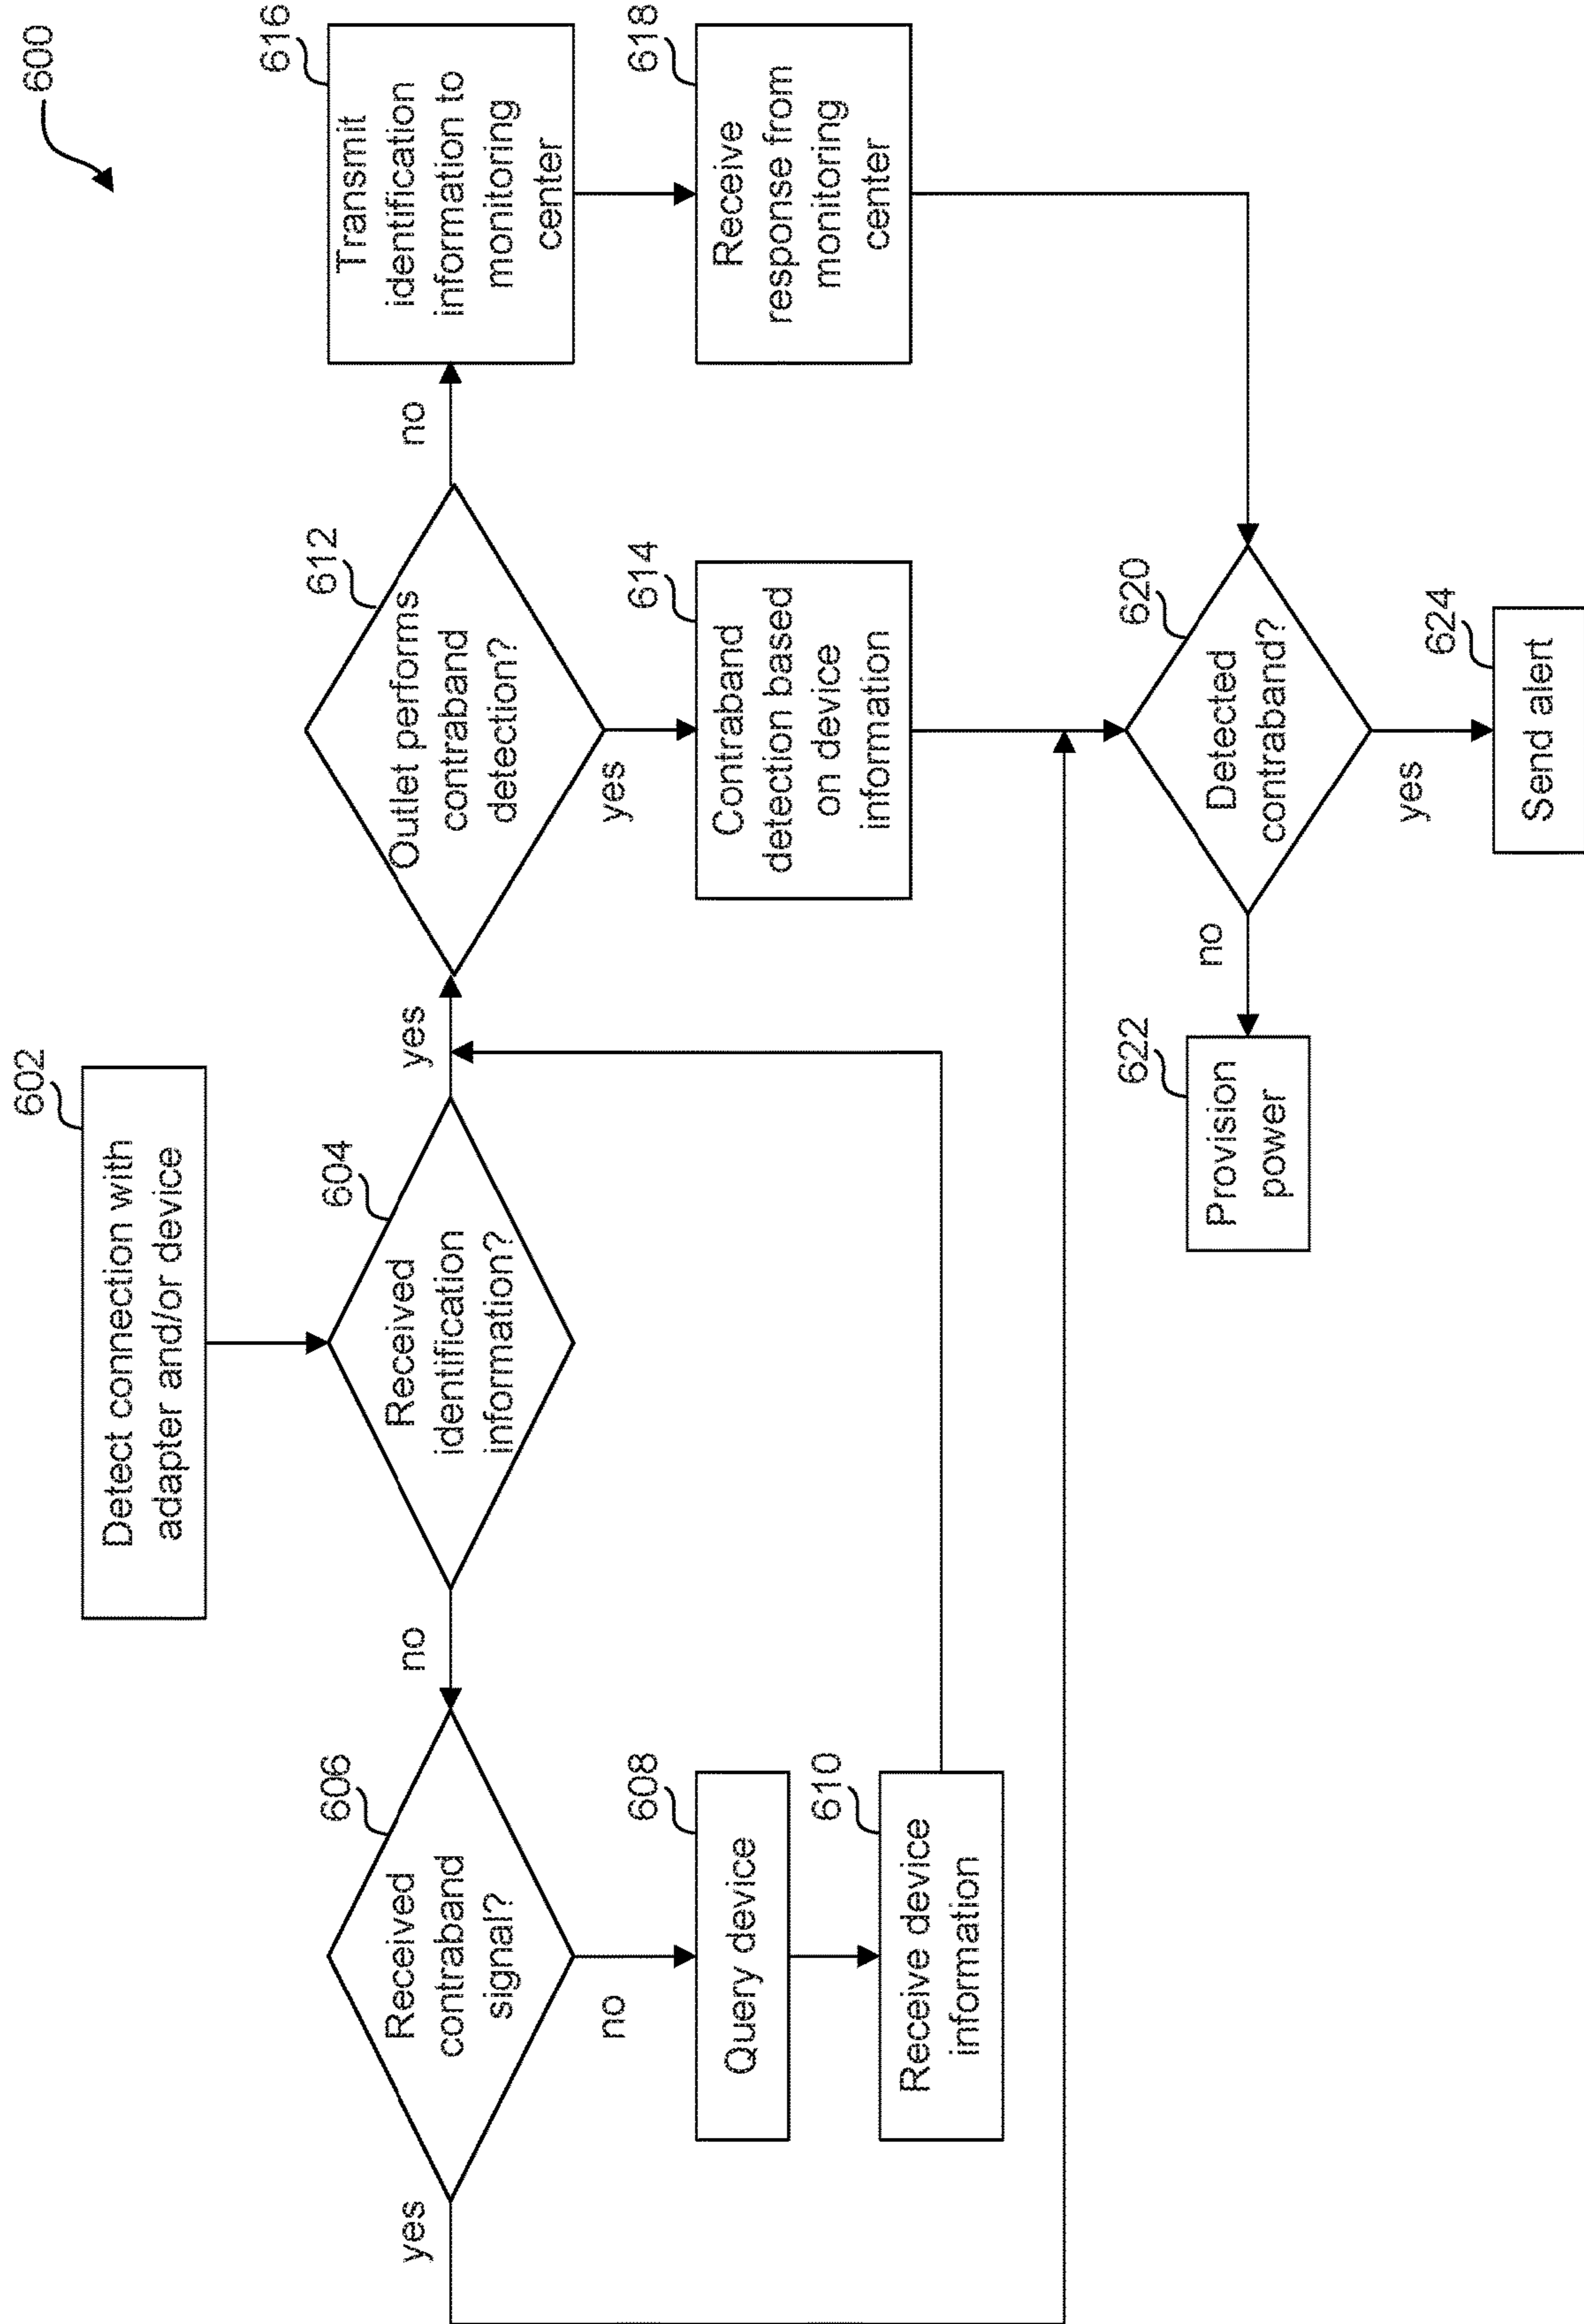 600
602
Detect connection with
adapter and/or device
604
Received
identification
information?
no
yes
606
Received
contraband
signal?
yes
no
608
Query device
610
Receive device
information
612
Outlet performs
contraband
detection?
no
yes
614
Contraband
detection based
on device
information
616
Transmit
identification
information to
monitoring
center
618
Receive
response from
monitoring
center
620
Detected
contraband?
no
yes
622
Provision
power
624
Send alert